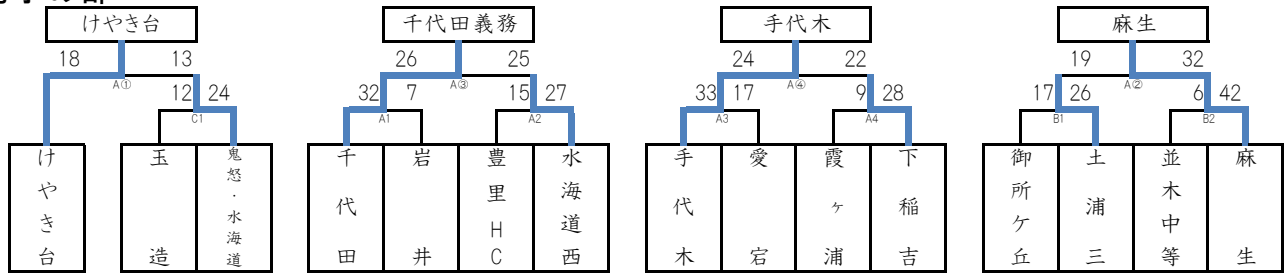 けやき台 千代田義務 手代木 麻生
18 13 26 25 24 22 19 32
A① A③ A④ A②
12 24 32 7 15 27 33 17 9 28 17 26 6 42
C1 A1 A2 A3 A4 B1 B2
けやき台
玉造
鬼怒・水海道
千代田
岩井
豊里HC
水海道西
手代木
愛宕
霞ヶ浦
下稲吉
御所ケ丘
土浦三
並木中等
麻生